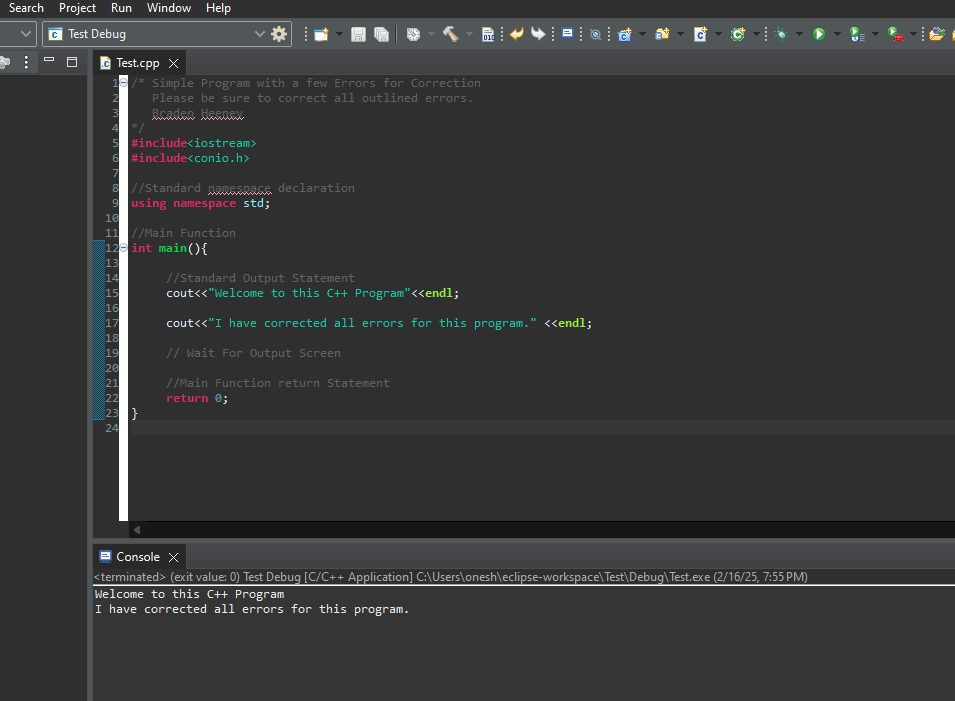 Search Project Run Window Help
Test Debug
Test.cpp
1 /* Simple Program with a few Errors for Correction
2 Please be sure to correct all outlined errors.
3 Braden Heeney
4 */
5 #include<iostream>
6 #include<conio.h>
7
8 //Standard namespace declaration
9 using namespace std;
10
11 //Main Function
12 int main(){
13
14 //Standard Output Statement
15 cout<<"Welcome to this C++ Program"<<endl;
16
17 cout<<"I have corrected all errors for this program." <<endl;
18
19 // Wait For Output Screen
20
21 //Main Function return Statement
22 return 0;
23 }
24
Console
<terminated> (exit value: 0) Test Debug [C/C++ Application] C:\Users\onesh\eclipse-workspace\Test\Debug\Test.exe (2/16/25, 7:55 PM)
Welcome to this C++ Program
I have corrected all errors for this program.